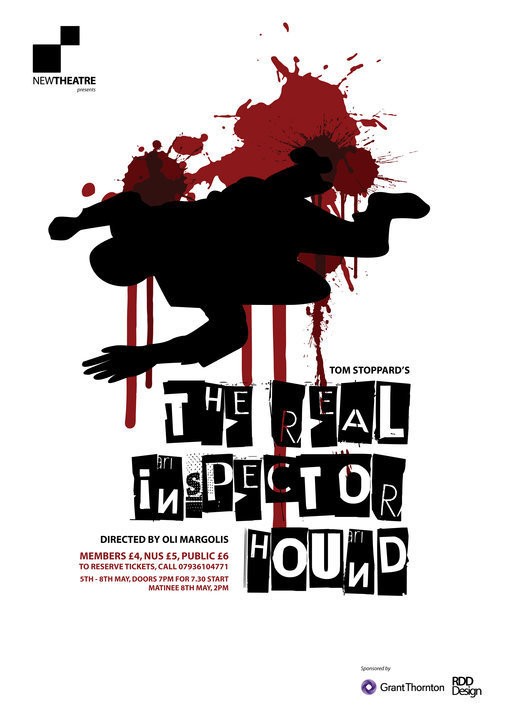 NEWTHEATRE
presents
TOM STOPPARD'S
THE REAL
iNSPECTOR
HOUND
DIRECTED BY OLI MARGOLIS
MEMBERS £4, NUS £5, PUBLIC £6
TO RESERVE TICKETS, CALL 07936104771
5TH - 8TH MAY, DOORS 7PM FOR 7.30 START
MATINEE 8TH MAY, 2PM
Sponsored by
Grant Thornton
RDD
Design